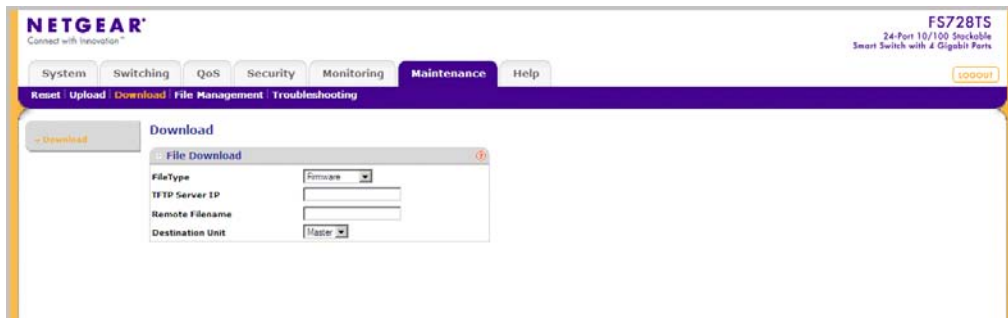 NETGEAR®
Connect with Innovation™
FS728TS
24-Port 10/100 Stackable
Smart Switch with 4 Gigabit Ports
System Switching QoS Security Monitoring Maintenance Help
LOGOUT
Reset Upload Download File Management Troubleshooting
Download
Download
File Download
FileType Firmware
TFTP Server IP
Remote Filename
Destination Unit Master